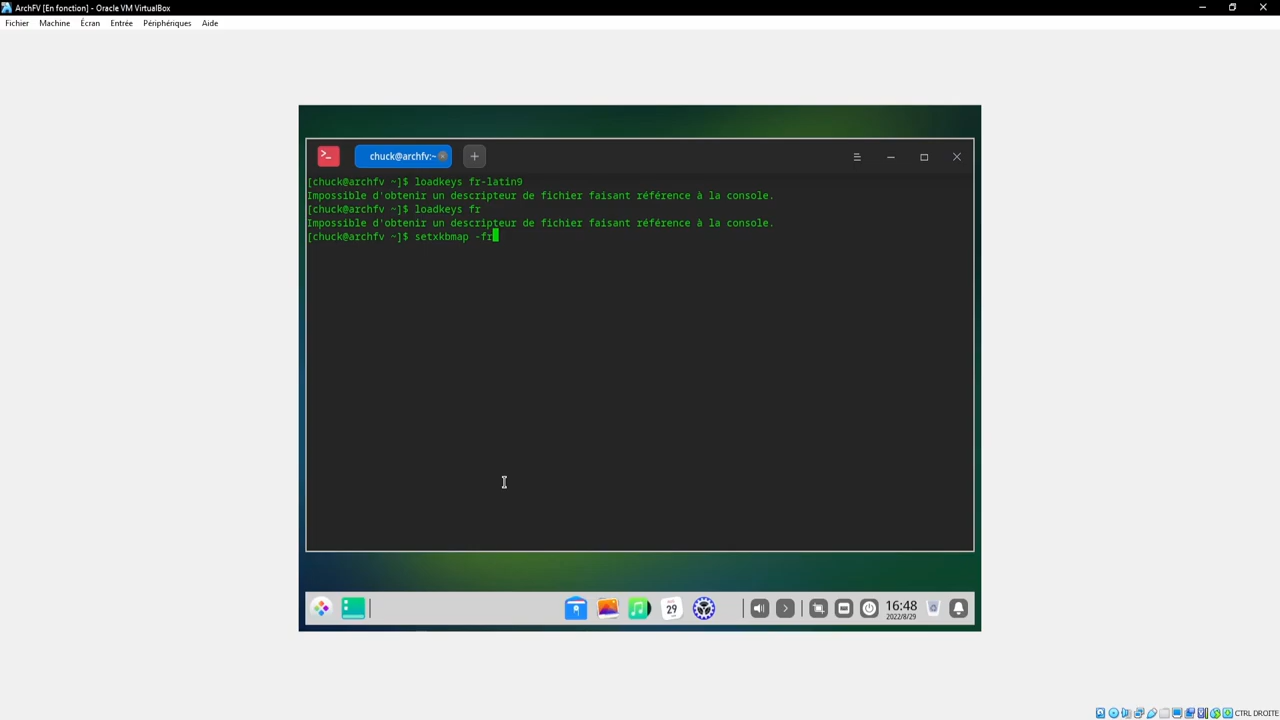 ArchFV [En fonction] - Oracle VM VirtualBox
Fichier Machine Écran Entrée Périphériques Aide
chuck@archfv:~
[chuck@archfv ~]$ loadkeys fr-latin9
Impossible d'obtenir un descripteur de fichier faisant référence à la console.
[chuck@archfv ~]$ loadkeys fr
Impossible d'obtenir un descripteur de fichier faisant référence à la console.
[chuck@archfv ~]$ setxkbmap -fr
29
16:48
2022/8/29
CTRL DROITE